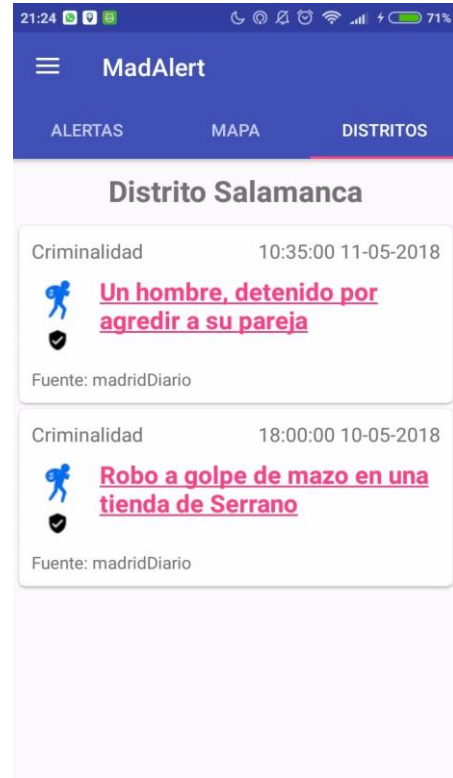 21:24 71%
MadAlert
ALERTAS MAPA DISTRITOS
Distrito Salamanca
Criminalidad 10:35:00 11-05-2018
Un hombre, detenido por
agredir a su pareja
Fuente: madridDiario
Criminalidad 18:00:00 10-05-2018
Robo a golpe de mazo en una
tienda de Serrano
Fuente: madridDiario